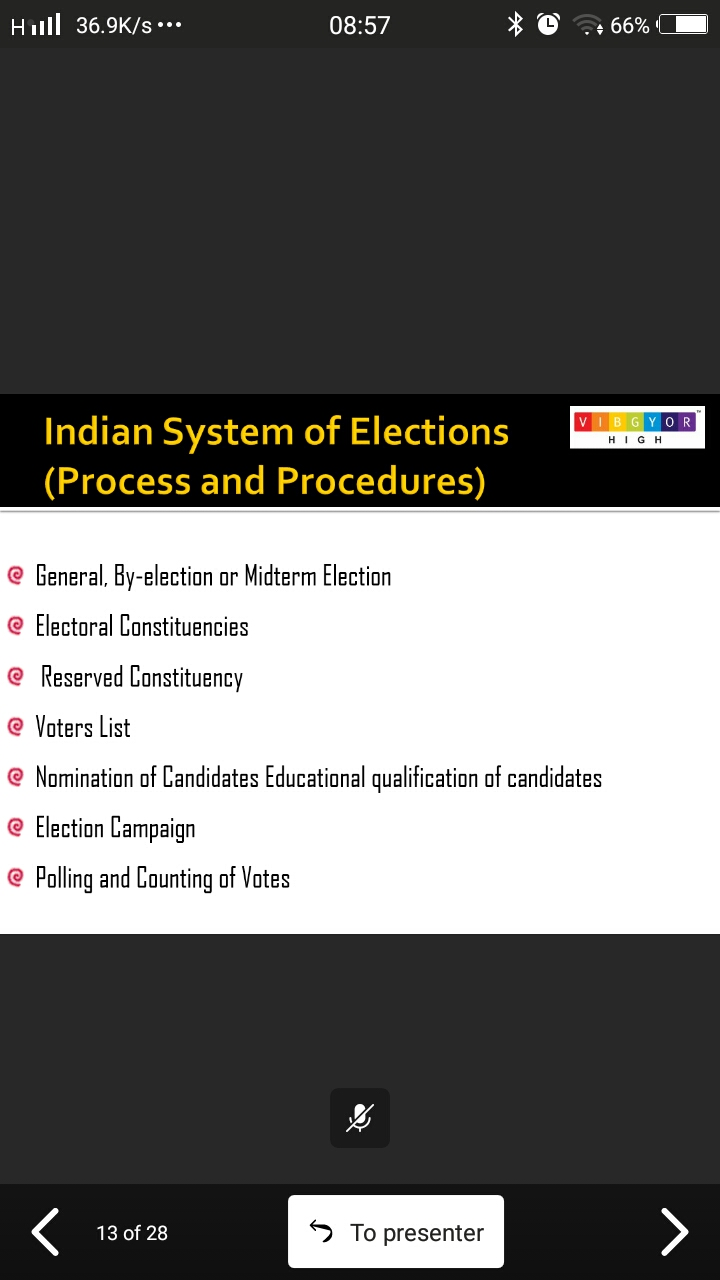 H 36.9K/s ••• 08:57 66%
Indian System of Elections
(Process and Procedures)
VIBGYOR™
HIGH
General, By-election or Midterm Election
Electoral Constituencies
Reserved Constituency
Voters List
Nomination of Candidates Educational qualification of candidates
Election Campaign
Polling and Counting of Votes
13 of 28
To presenter